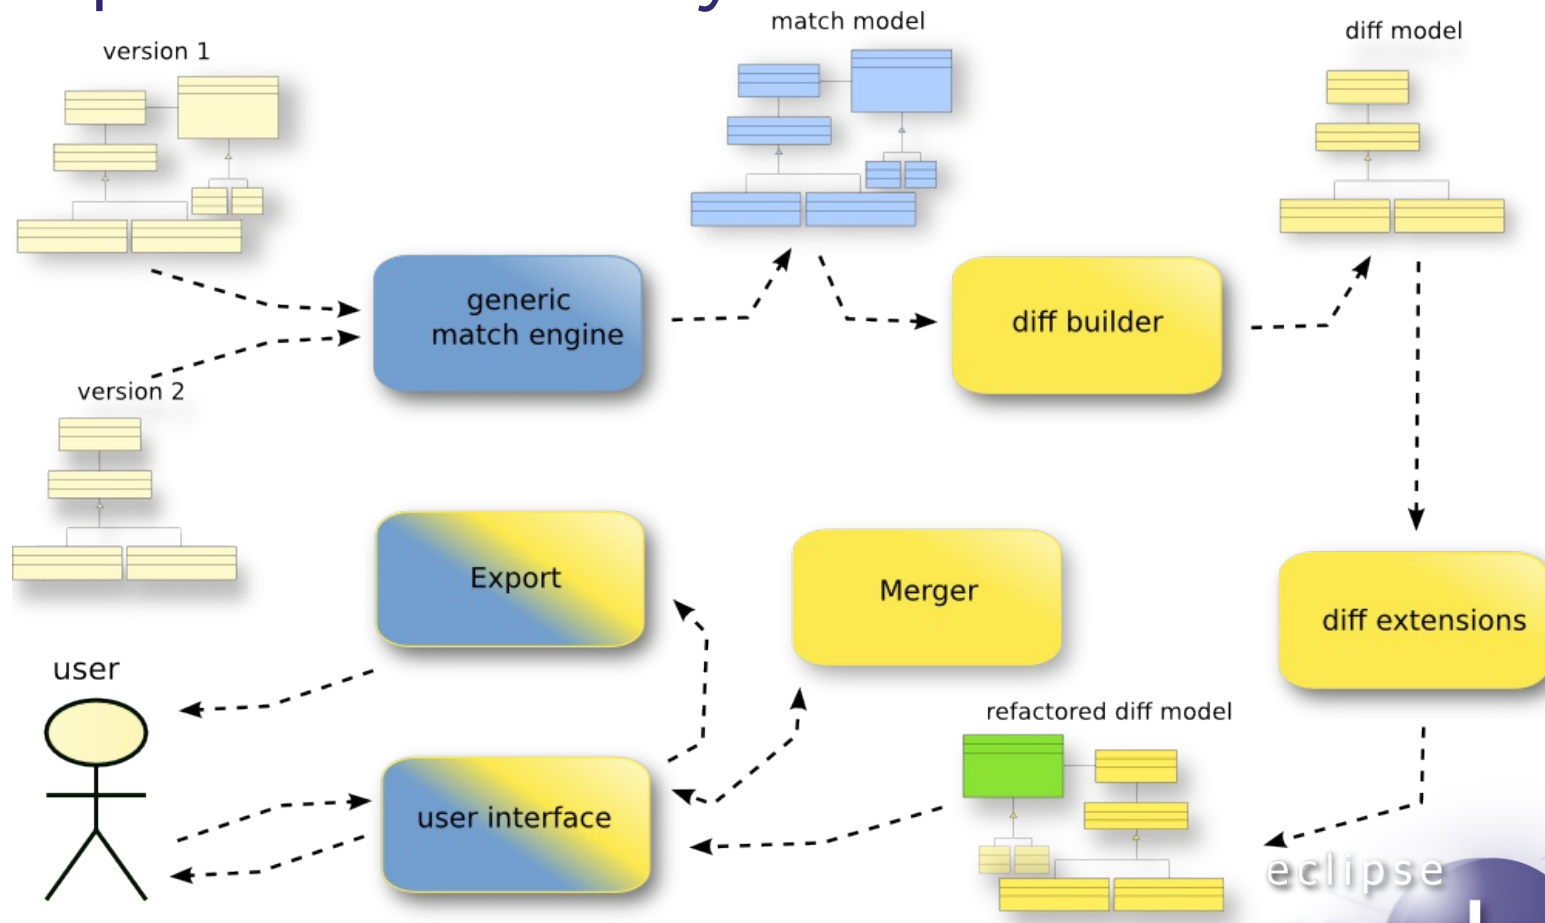 version 1
match model
diff model
generic
match engine
diff builder
version 2
Export
Merger
diff extensions
user
refactored diff model
user interface
eclipse